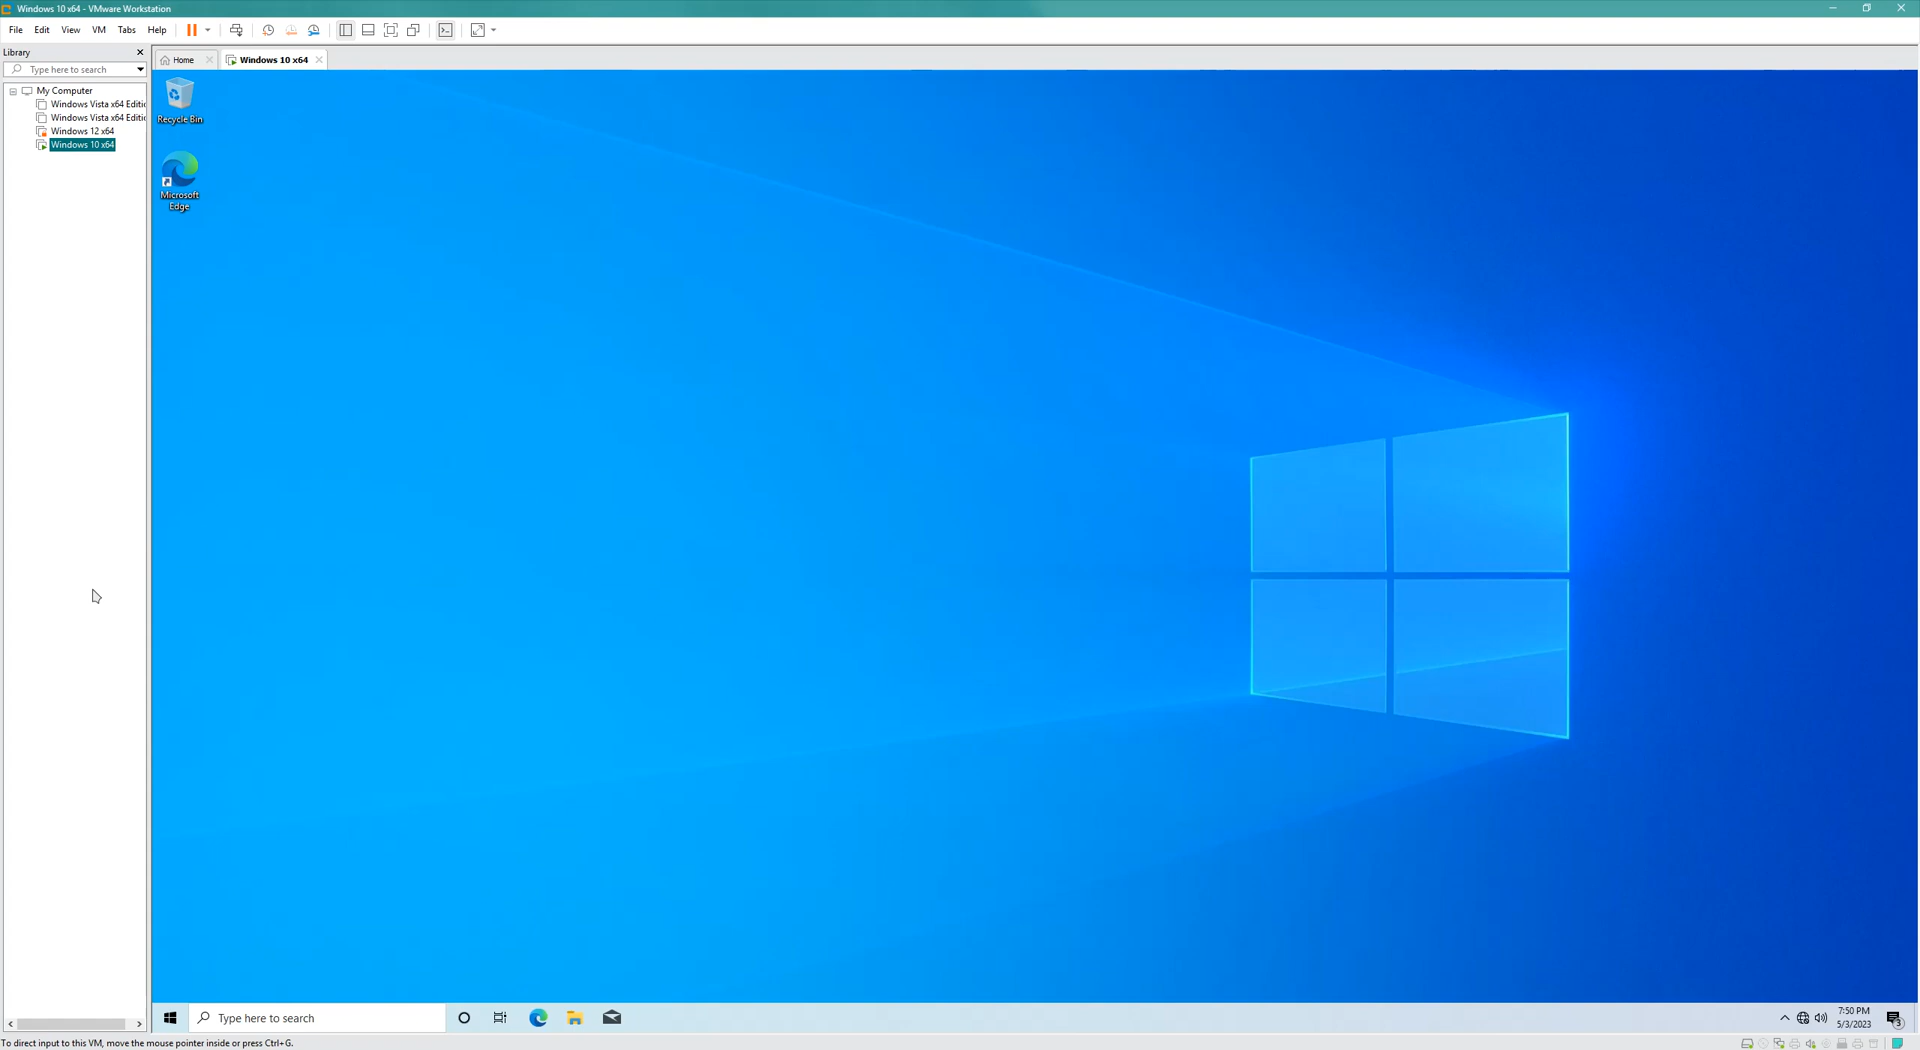 Windows 10 x64 - VMware Workstation
File Edit View VM Tabs Help
Library
Type here to search
My Computer
Windows Vista x64 Editio
Windows Vista x64 Editio
Windows 12 x64
Windows 10 x64
Home
Windows 10 x64
Recycle Bin
Microsoft
Edge
Type here to search
7:50 PM
5/3/2023
3
To direct input to this VM, move the mouse pointer inside or press Ctrl+G.